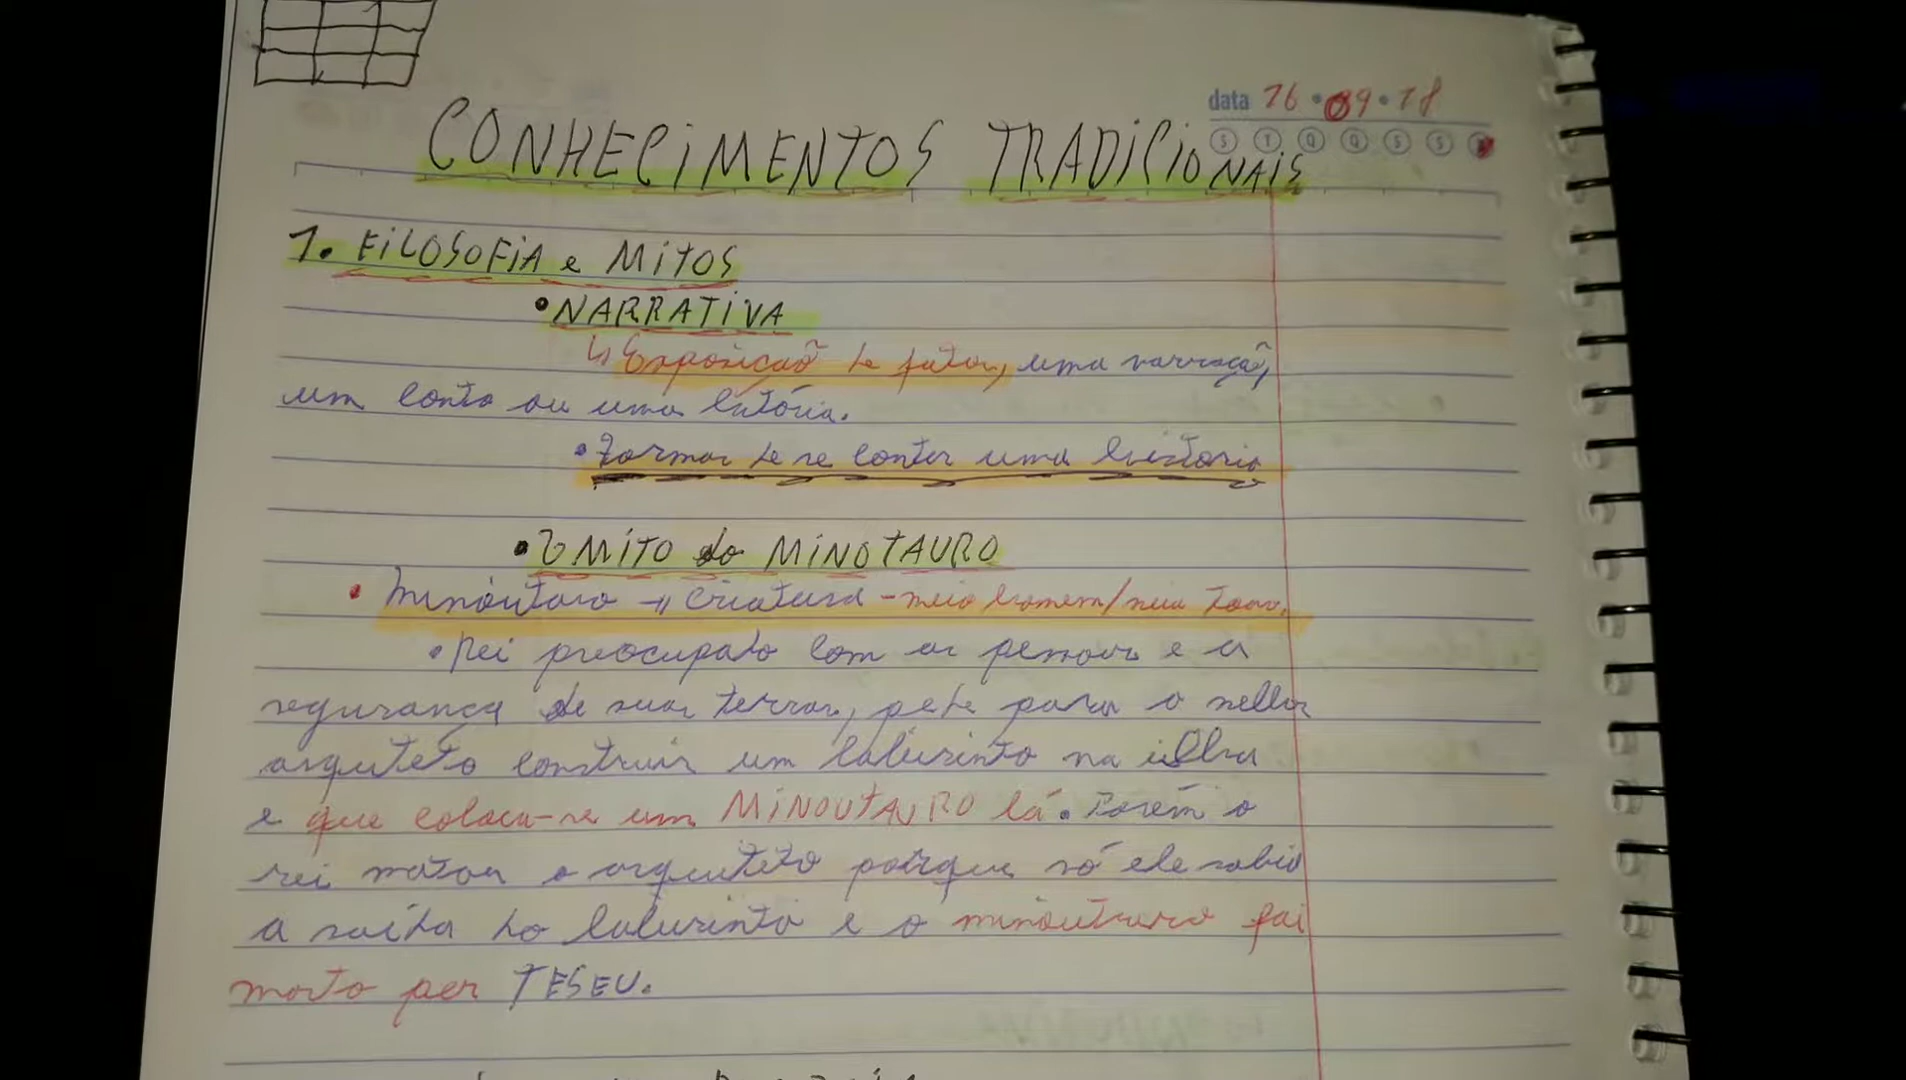 data 16 • 09 • 18
S T Q Q S S
CONHECIMENTOS TRADICIONAIS
1. FILOSOFIA e MITOS
• NARRATIVA
↳ Exposição de fatos, uma narração,
um conto ou uma história.
• Formas de se contar uma história
• O MITO do MINOTAURO
• Minoutaro → Criatura - meio homem/meio Touro.
• Rei preocupado com as pessoas e a
segurança de suas terras, pede para o melhor
arquiteto construir um labirinto na ilha
e que coloca-se um MINOUTAURO lá. Porém o
rei matou o arquiteto porque só ele sabia
a saída do labirinto e o minoutauro foi
morto por TESEU.